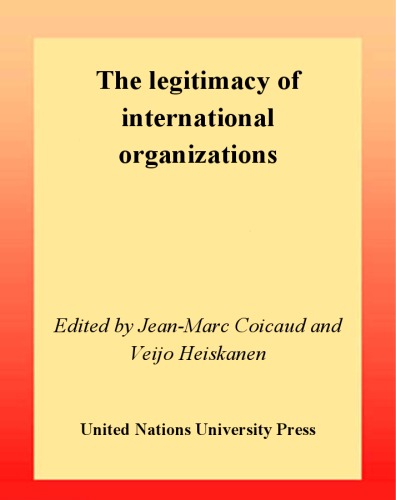 The legitimacy of
international
organizations
Edited by Jean-Marc Coicaud and
Veijo Heiskanen
United Nations University Press